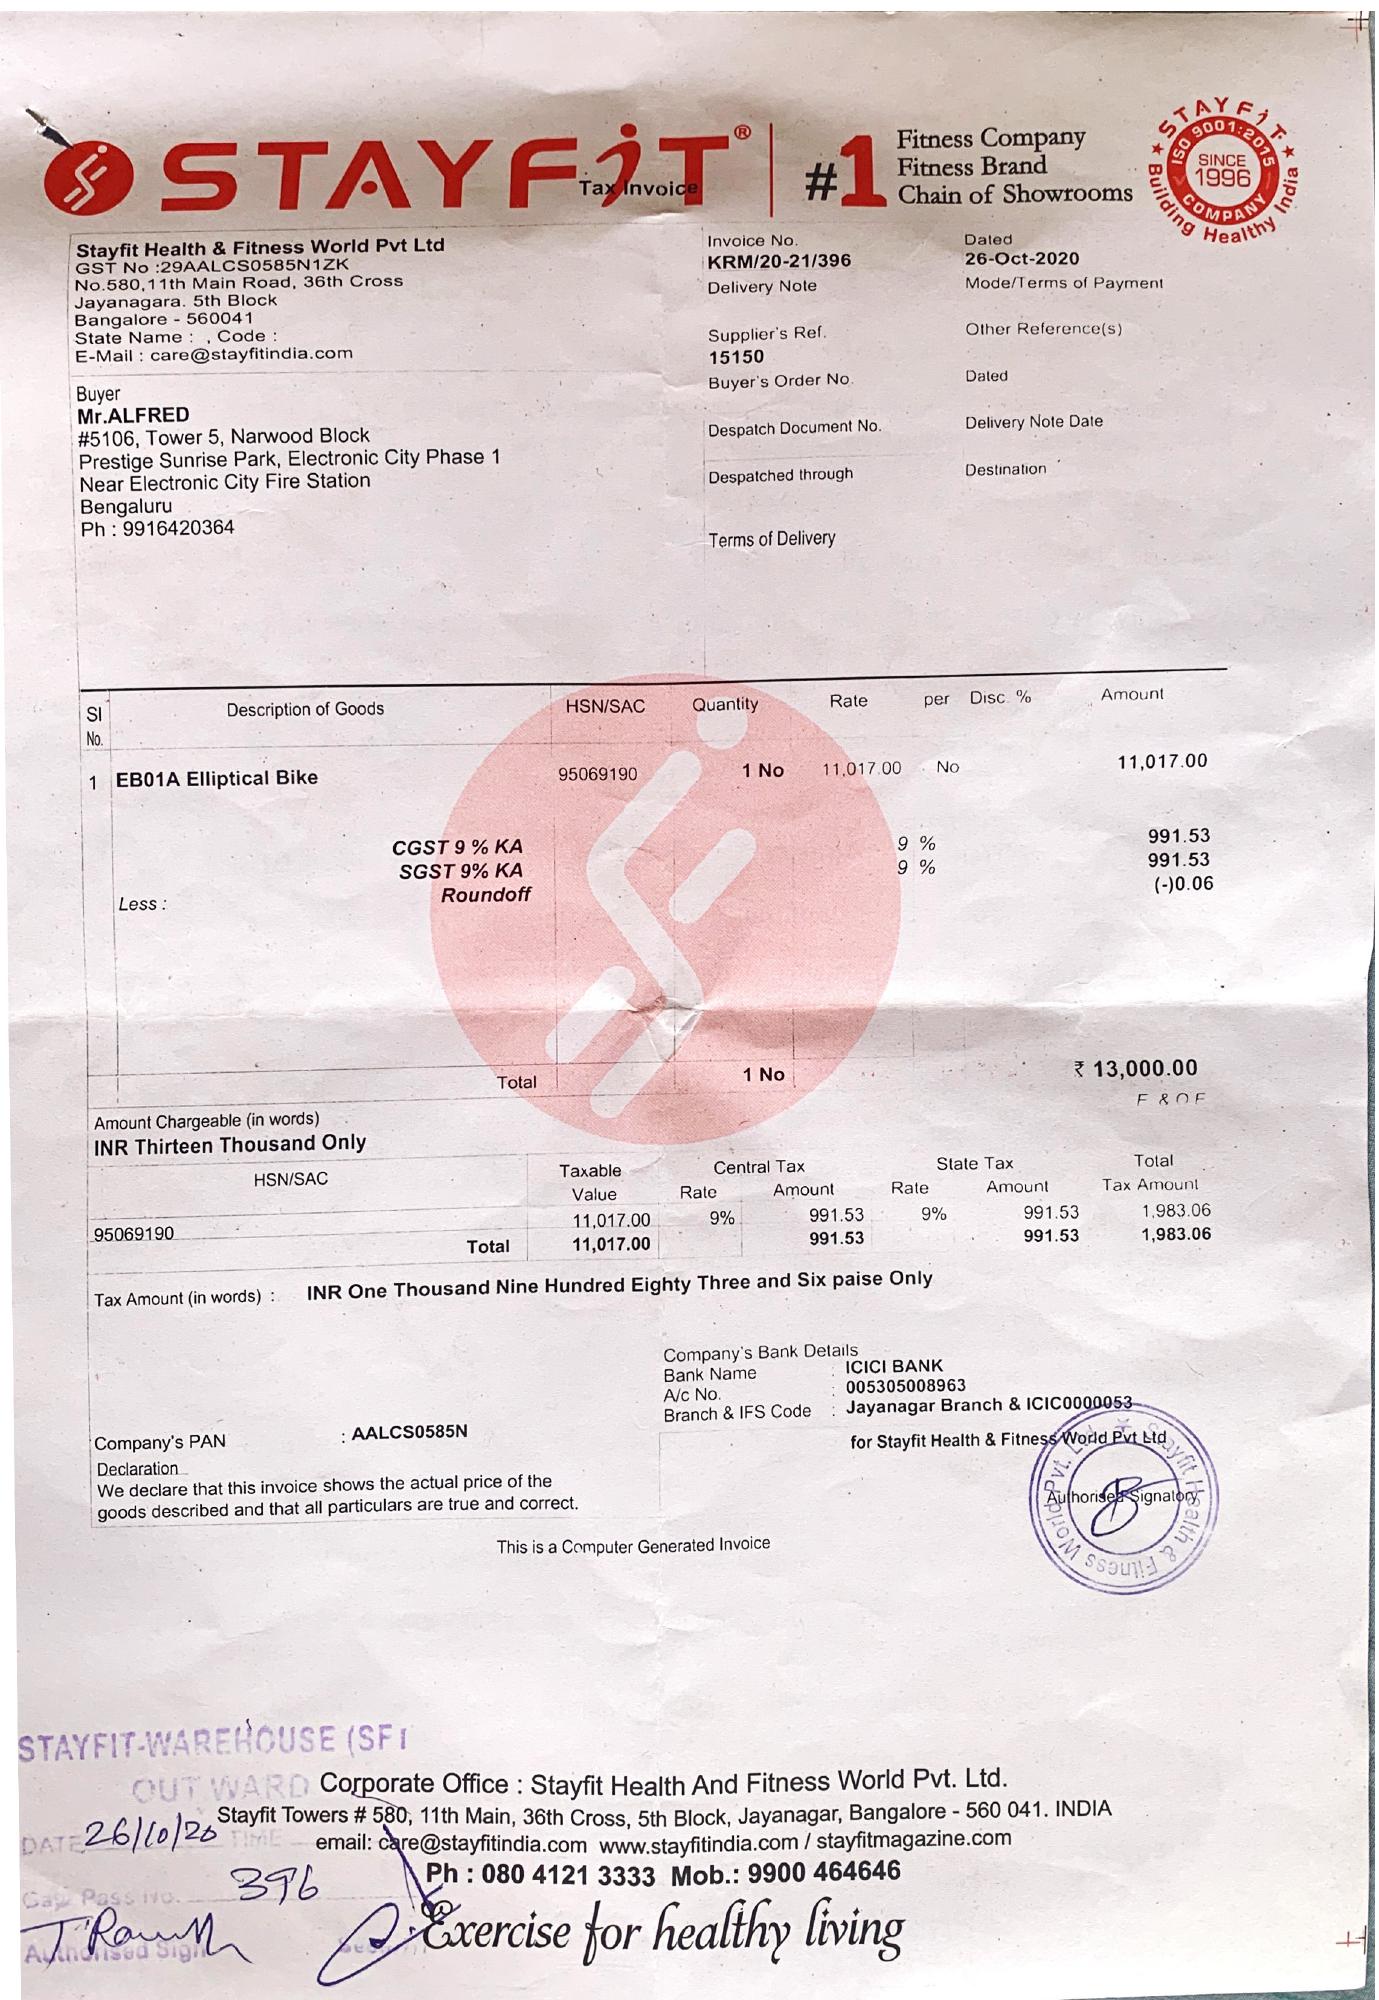 STAYFIT®
Tax Invoice
#1
Fitness Company
Fitness Brand
Chain of Showrooms
STAYFIT
ISO 9001:2015
SINCE
1996
COMPANY
Building Healthy India
Stayfit Health & Fitness World Pvt Ltd
GST No :29AALCS0585N1ZK
No.580,11th Main Road, 36th Cross
Jayanagara. 5th Block
Bangalore - 560041
State Name : , Code :
E-Mail : care@stayfitindia.com
Invoice No. Dated
KRM/20-21/396 26-Oct-2020
Delivery Note Mode/Terms of Payment
Supplier's Ref. Other Reference(s)
15150
Buyer's Order No. Dated
Despatch Document No. Delivery Note Date
Despatched through Destination
Terms of Delivery
Buyer
Mr.ALFRED
#5106, Tower 5, Narwood Block
Prestige Sunrise Park, Electronic City Phase 1
Near Electronic City Fire Station
Bengaluru
Ph : 9916420364
Sl No. Description of Goods HSN/SAC Quantity Rate per Disc. % Amount
1 EB01A Elliptical Bike 95069190 1 No 11,017.00 No 11,017.00
CGST 9 % KA 9 % 991.53
SGST 9% KA 9 % 991.53
Less : Roundoff (-)0.06
Total 1 No ₹ 13,000.00
E & O E
Amount Chargeable (in words)
INR Thirteen Thousand Only
HSN/SAC Taxable Value Central Tax State Tax Total Tax Amount
Rate Amount Rate Amount
95069190 11,017.00 9% 991.53 9% 991.53 1,983.06
Total 11,017.00 991.53 991.53 1,983.06
Tax Amount (in words) : INR One Thousand Nine Hundred Eighty Three and Six paise Only
Company's Bank Details
Bank Name : ICICI BANK
A/c No. : 005305008963
Branch & IFS Code : Jayanagar Branch & ICIC0000053
Company's PAN : AALCS0585N
Declaration
We declare that this invoice shows the actual price of the
goods described and that all particulars are true and correct.
for Stayfit Health & Fitness World Pvt Ltd
Authorised Signatory
Stayfit Health & Fitness World Pvt. Ltd.
This is a Computer Generated Invoice
STAYFIT-WAREHOUSE (SF
OUT WARD
DATE 26/10/20 TIME
Pass No. 396
Authorised Sign
Corporate Office : Stayfit Health And Fitness World Pvt. Ltd.
Stayfit Towers # 580, 11th Main, 36th Cross, 5th Block, Jayanagar, Bangalore - 560 041. INDIA
email: care@stayfitindia.com www.stayfitindia.com / stayfitmagazine.com
Ph : 080 4121 3333 Mob.: 9900 464646
Exercise for healthy living